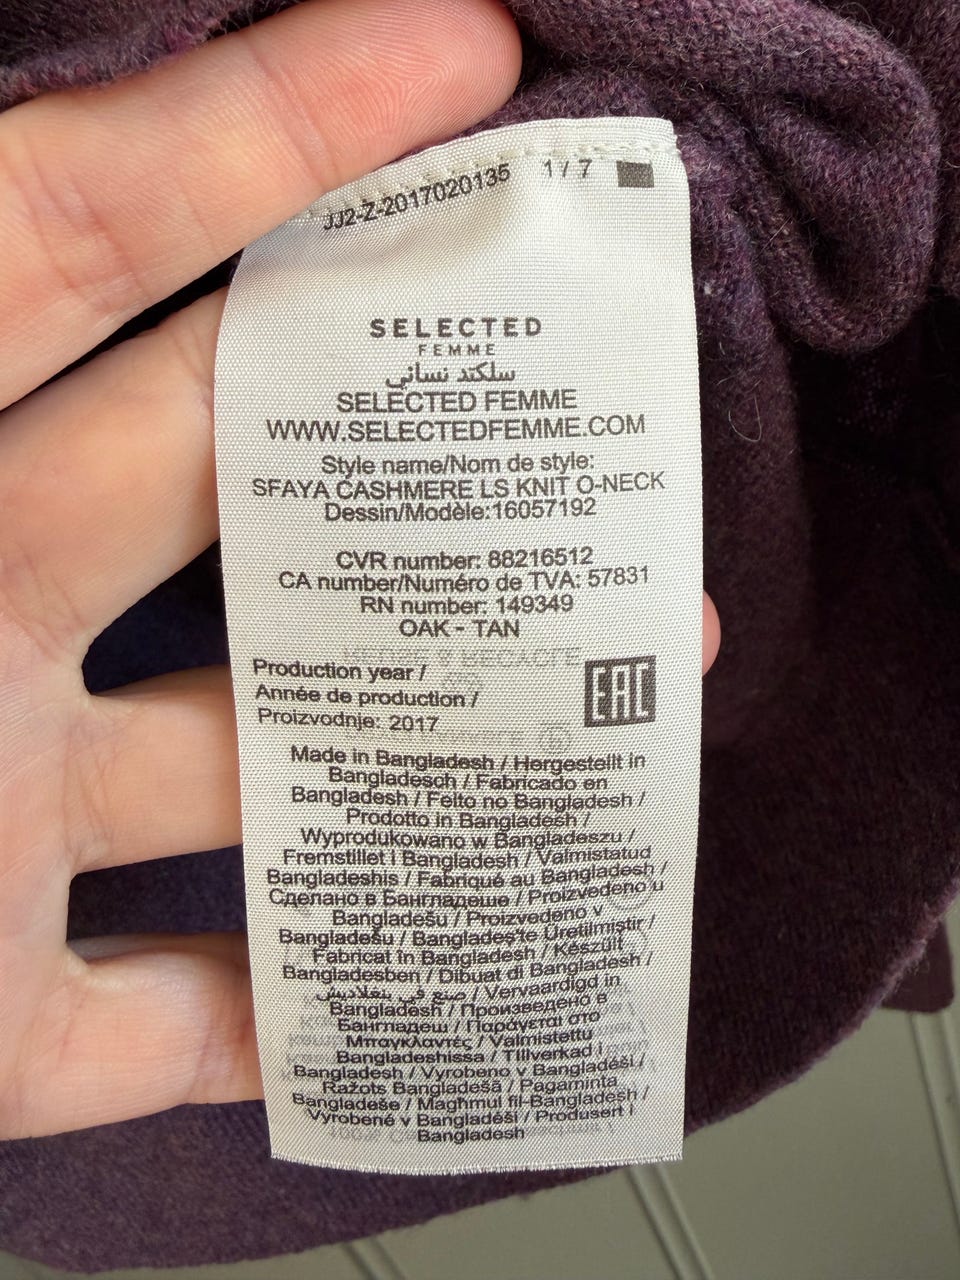 JJ2-Z-2017020135 1 / 7
SELECTED
FEMME
سلكتد نسائي
SELECTED FEMME
WWW.SELECTEDFEMME.COM
Style name/Nom de style:
SFAYA CASHMERE LS KNIT O-NECK
Dessin/Modèle:16057192
CVR number: 88216512
CA number/Numéro de TVA: 57831
RN number: 149349
OAK - TAN
Production year /
Année de production /
Proizvodnje: 2017
EAC
Made in Bangladesh / Hergestellt in
Bangladesch / Fabricado en
Bangladesh / Feito no Bangladesh /
Prodotto in Bangladesh /
Wyprodukowano w Bangladeszu /
Fremstillet i Bangladesh / Valmistatud
Bangladeshis / Fabriqué au Bangladesh /
Сделано в Бангладеше / Proizvedeno u
Bangladešu / Proizvedeno v
Bangladešu / Bangladeş'te Üretilmiştir /
Fabricat în Bangladesh / Készült
Bangladesben / Dibuat di Bangladesh /
صنع في بنغلاديش / Vervaardigd in
Bangladesh / Произведено в
Бангладеш / Παράγεται στο
Μπαγκλαντές / Valmistettu
Bangladeshissa / Tillverkad i
Bangladesh / Vyrobeno v Bangladéši /
Ražots Bangladešā / Pagaminta
Bangladeše / Magħmul fil-Bangladesh /
Vyrobené v Bangladéši / Produsert i
Bangladesh